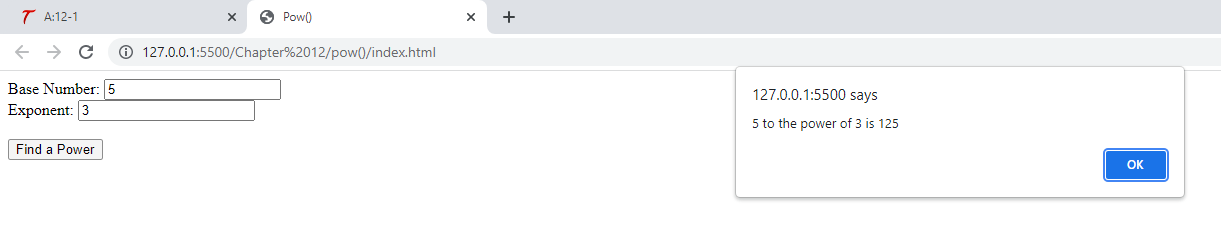 A:12-1
Pow()
127.0.0.1:5500/Chapter%2012/pow()/index.html
Base Number: 5
Exponent: 3
Find a Power
127.0.0.1:5500 says
5 to the power of 3 is 125
OK